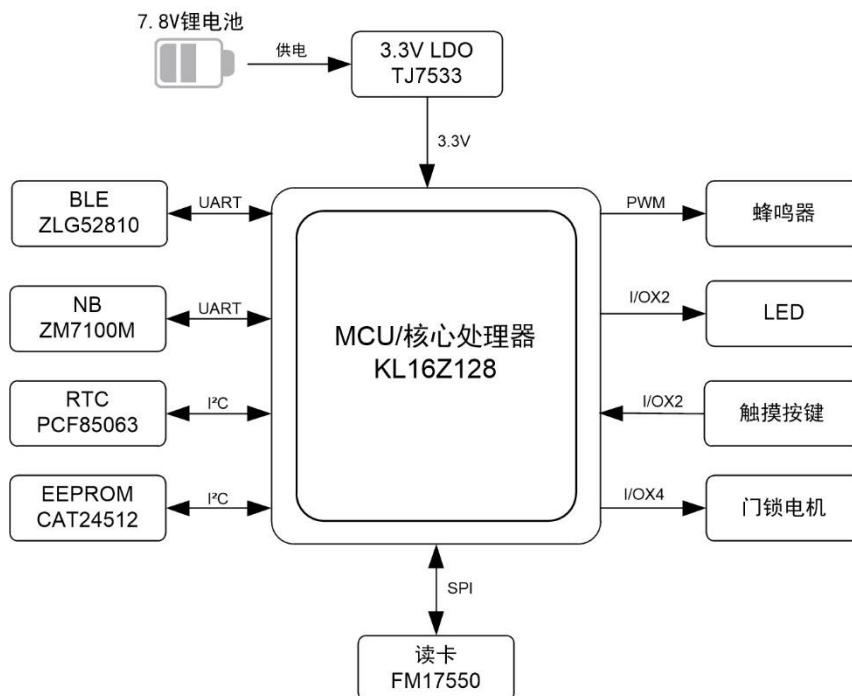 7.8V锂电池
供电
3.3V LDO
TJ7533
3.3V
BLE
ZLG52810
UART
NB
ZM7100M
UART
RTC
PCF85063
I²C
EEPROM
CAT24512
I²C
MCU/核心处理器
KL16Z128
PWM
蜂鸣器
I/OX2
LED
I/OX2
触摸按键
I/OX4
门锁电机
SPI
读卡
FM17550